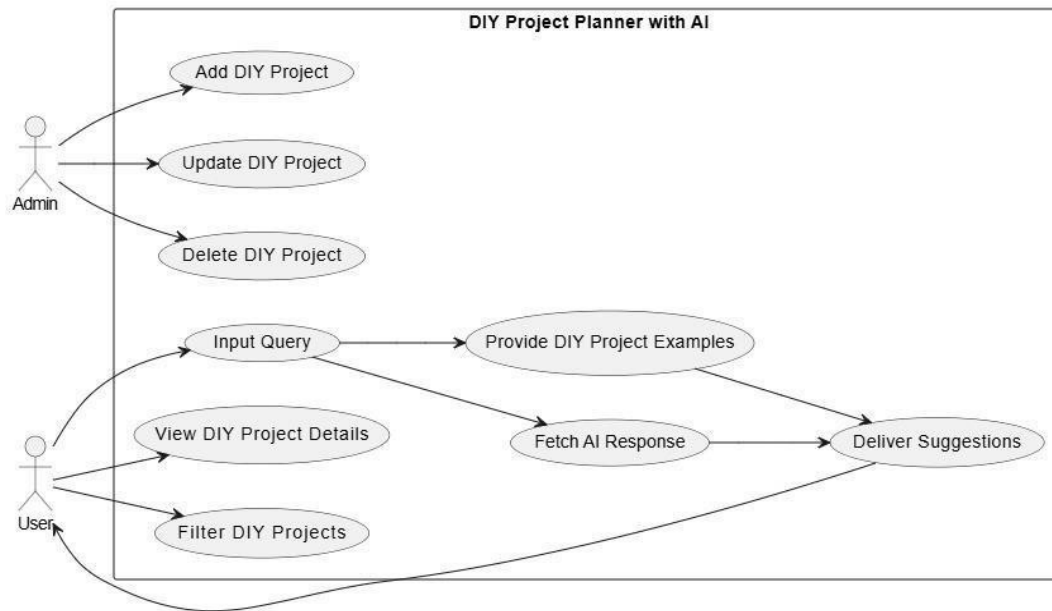 DIY Project Planner with AI
Add DIY Project
Update DIY Project
Admin
Delete DIY Project
Input Query
Provide DIY Project Examples
View DIY Project Details
Fetch AI Response
Deliver Suggestions
User
Filter DIY Projects